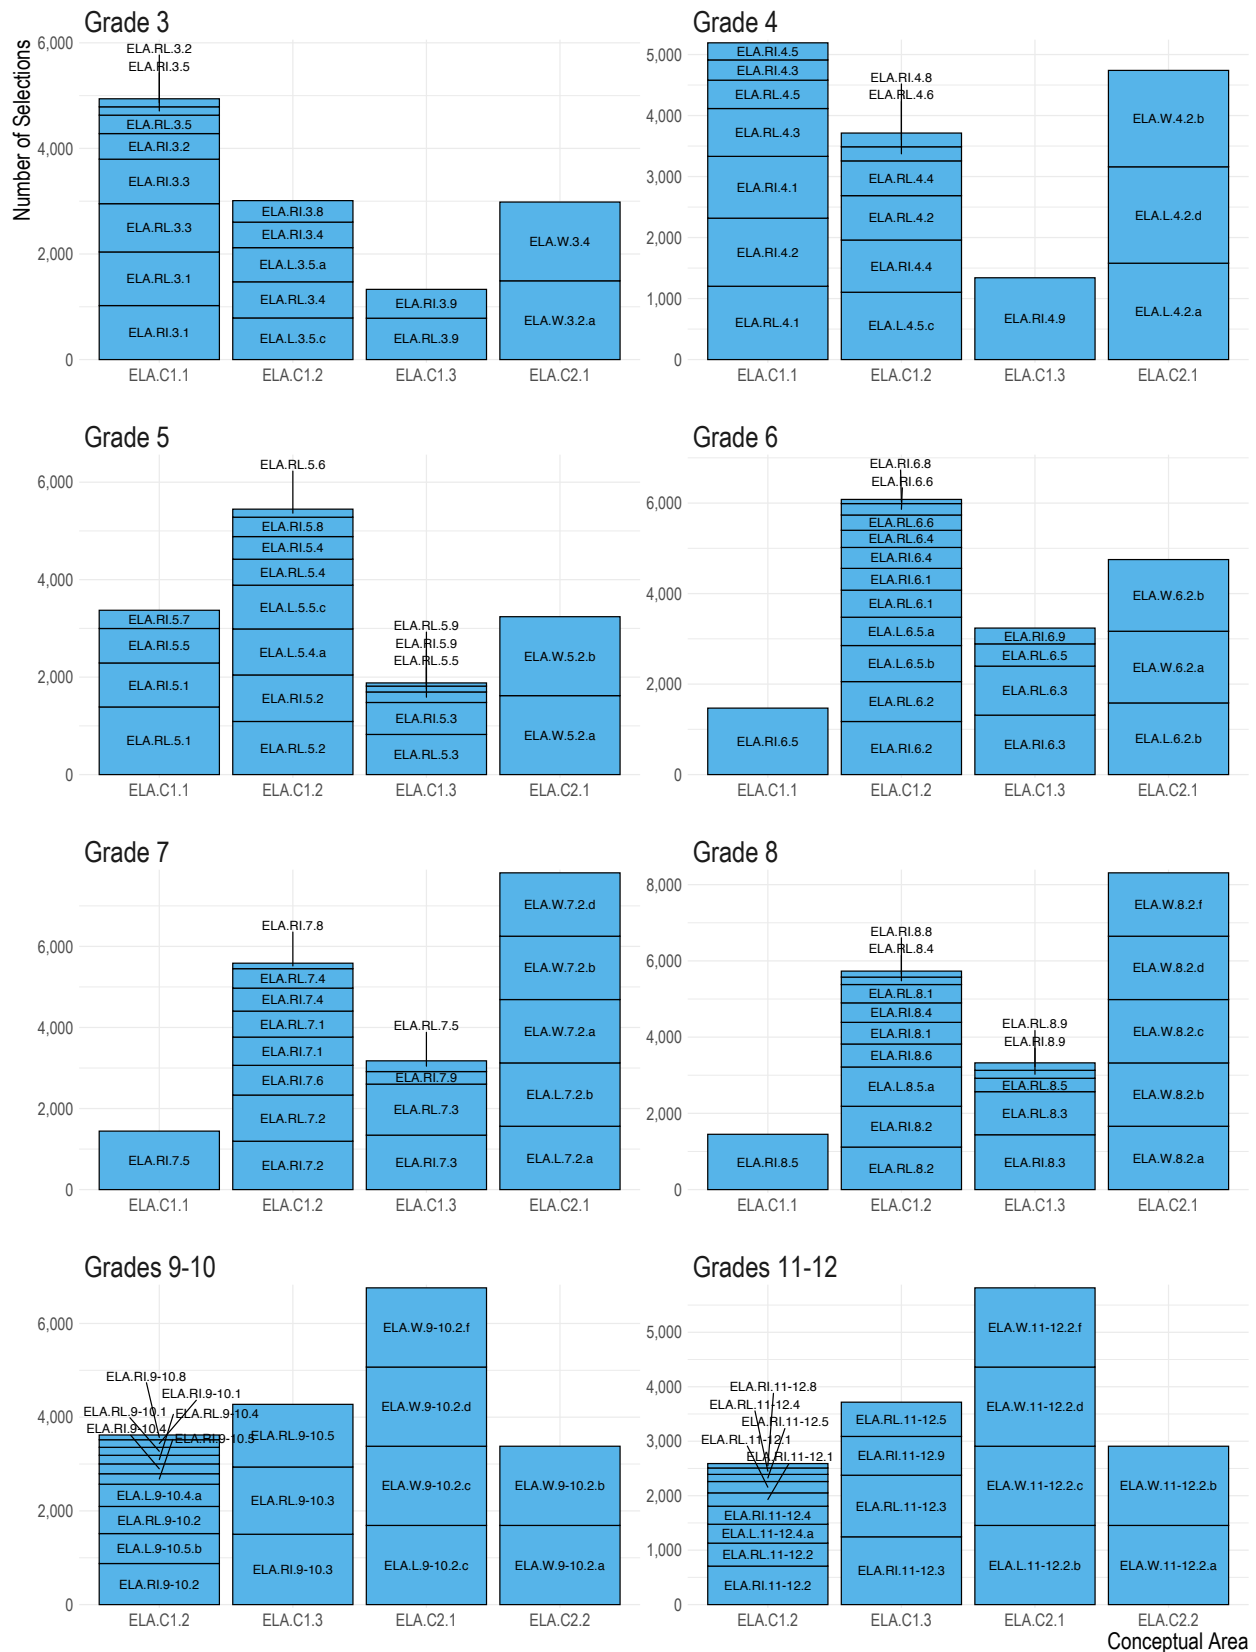 Number of Selections
Grade 3
6,000
4,000
2,000
0
ELA.RL.3.2
ELA.RI.3.5
ELA.RL.3.5
ELA.RI.3.2
ELA.RI.3.3
ELA.RL.3.3
ELA.RL.3.1
ELA.RI.3.1
ELA.RI.3.8
ELA.RI.3.4
ELA.L.3.5.a
ELA.RL.3.4
ELA.L.3.5.c
ELA.RI.3.9
ELA.RL.3.9
ELA.W.3.4
ELA.W.3.2.a
ELA.C1.1
ELA.C1.2
ELA.C1.3
ELA.C2.1
Grade 4
5,000
4,000
3,000
2,000
1,000
0
ELA.RI.4.5
ELA.RI.4.3
ELA.RL.4.5
ELA.RL.4.3
ELA.RI.4.1
ELA.RI.4.2
ELA.RL.4.1
ELA.RI.4.8
ELA.RL.4.6
ELA.RL.4.4
ELA.RL.4.2
ELA.RI.4.4
ELA.L.4.5.c
ELA.RI.4.9
ELA.W.4.2.b
ELA.L.4.2.d
ELA.L.4.2.a
ELA.C1.1
ELA.C1.2
ELA.C1.3
ELA.C2.1
Grade 5
6,000
4,000
2,000
0
ELA.RI.5.7
ELA.RI.5.5
ELA.RI.5.1
ELA.RL.5.1
ELA.RL.5.6
ELA.RI.5.8
ELA.RI.5.4
ELA.RL.5.4
ELA.L.5.5.c
ELA.L.5.4.a
ELA.RI.5.2
ELA.RL.5.2
ELA.RL.5.9
ELA.RI.5.9
ELA.RL.5.5
ELA.RI.5.3
ELA.RL.5.3
ELA.W.5.2.b
ELA.W.5.2.a
ELA.C1.1
ELA.C1.2
ELA.C1.3
ELA.C2.1
Grade 6
6,000
4,000
2,000
0
ELA.RI.6.5
ELA.RI.6.8
ELA.RI.6.6
ELA.RL.6.6
ELA.RL.6.4
ELA.RI.6.4
ELA.RI.6.1
ELA.RL.6.1
ELA.L.6.5.a
ELA.L.6.5.b
ELA.RL.6.2
ELA.RI.6.2
ELA.RI.6.9
ELA.RL.6.5
ELA.RL.6.3
ELA.RI.6.3
ELA.W.6.2.b
ELA.W.6.2.a
ELA.L.6.2.b
ELA.C1.1
ELA.C1.2
ELA.C1.3
ELA.C2.1
Grade 7
6,000
4,000
2,000
0
ELA.RI.7.5
ELA.RI.7.8
ELA.RL.7.4
ELA.RI.7.4
ELA.RL.7.1
ELA.RI.7.1
ELA.RI.7.6
ELA.RL.7.2
ELA.RI.7.2
ELA.RL.7.5
ELA.RI.7.9
ELA.RL.7.3
ELA.RI.7.3
ELA.W.7.2.d
ELA.W.7.2.b
ELA.W.7.2.a
ELA.L.7.2.b
ELA.L.7.2.a
ELA.C1.1
ELA.C1.2
ELA.C1.3
ELA.C2.1
Grade 8
8,000
6,000
4,000
2,000
0
ELA.RI.8.5
ELA.RI.8.8
ELA.RL.8.4
ELA.RL.8.1
ELA.RI.8.4
ELA.RI.8.1
ELA.RI.8.6
ELA.L.8.5.a
ELA.RI.8.2
ELA.RL.8.2
ELA.RL.8.9
ELA.RI.8.9
ELA.RL.8.5
ELA.RL.8.3
ELA.RI.8.3
ELA.W.8.2.f
ELA.W.8.2.d
ELA.W.8.2.c
ELA.W.8.2.b
ELA.W.8.2.a
ELA.C1.1
ELA.C1.2
ELA.C1.3
ELA.C2.1
Grades 9-10
6,000
4,000
2,000
0
ELA.RI.9-10.8
ELA.RI.9-10.1
ELA.RL.9-10.1
ELA.RL.9-10.4
ELA.RI.9-10.4
ELA.RI.9-10.5
ELA.L.9-10.4.a
ELA.RL.9-10.2
ELA.L.9-10.5.b
ELA.RI.9-10.2
ELA.RL.9-10.5
ELA.RL.9-10.3
ELA.RI.9-10.3
ELA.W.9-10.2.f
ELA.W.9-10.2.d
ELA.W.9-10.2.c
ELA.L.9-10.2.c
ELA.W.9-10.2.b
ELA.W.9-10.2.a
ELA.C1.2
ELA.C1.3
ELA.C2.1
ELA.C2.2
Grades 11-12
5,000
4,000
3,000
2,000
1,000
0
ELA.RI.11-12.8
ELA.RL.11-12.4
ELA.RI.11-12.5
ELA.RL.11-12.1
ELA.RI.11-12.1
ELA.RI.11-12.4
ELA.L.11-12.4.a
ELA.RL.11-12.2
ELA.RI.11-12.2
ELA.RL.11-12.5
ELA.RI.11-12.9
ELA.RL.11-12.3
ELA.RI.11-12.3
ELA.W.11-12.2.f
ELA.W.11-12.2.d
ELA.W.11-12.2.c
ELA.L.11-12.2.b
ELA.W.11-12.2.b
ELA.W.11-12.2.a
ELA.C1.2
ELA.C1.3
ELA.C2.1
ELA.C2.2
Conceptual Area